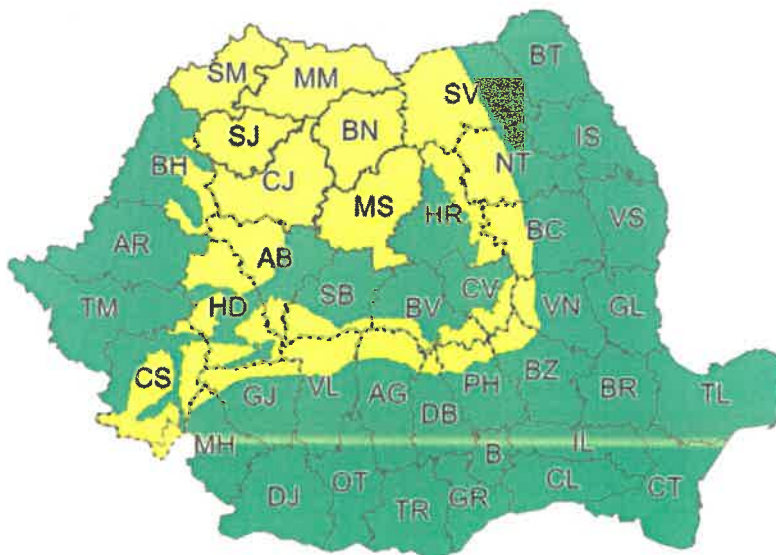 BT
SM
MM
SV
SJ
BN
IS
BH
CJ
NT
MS
HR
VS
AR
AB
BC
TM
HD
SB
BV
CV
VN
GL
CS
GJ
VL
AG
PH
BZ
BR
TL
DB
MH
B
IL
DJ
OT
TR
GR
CL
CT